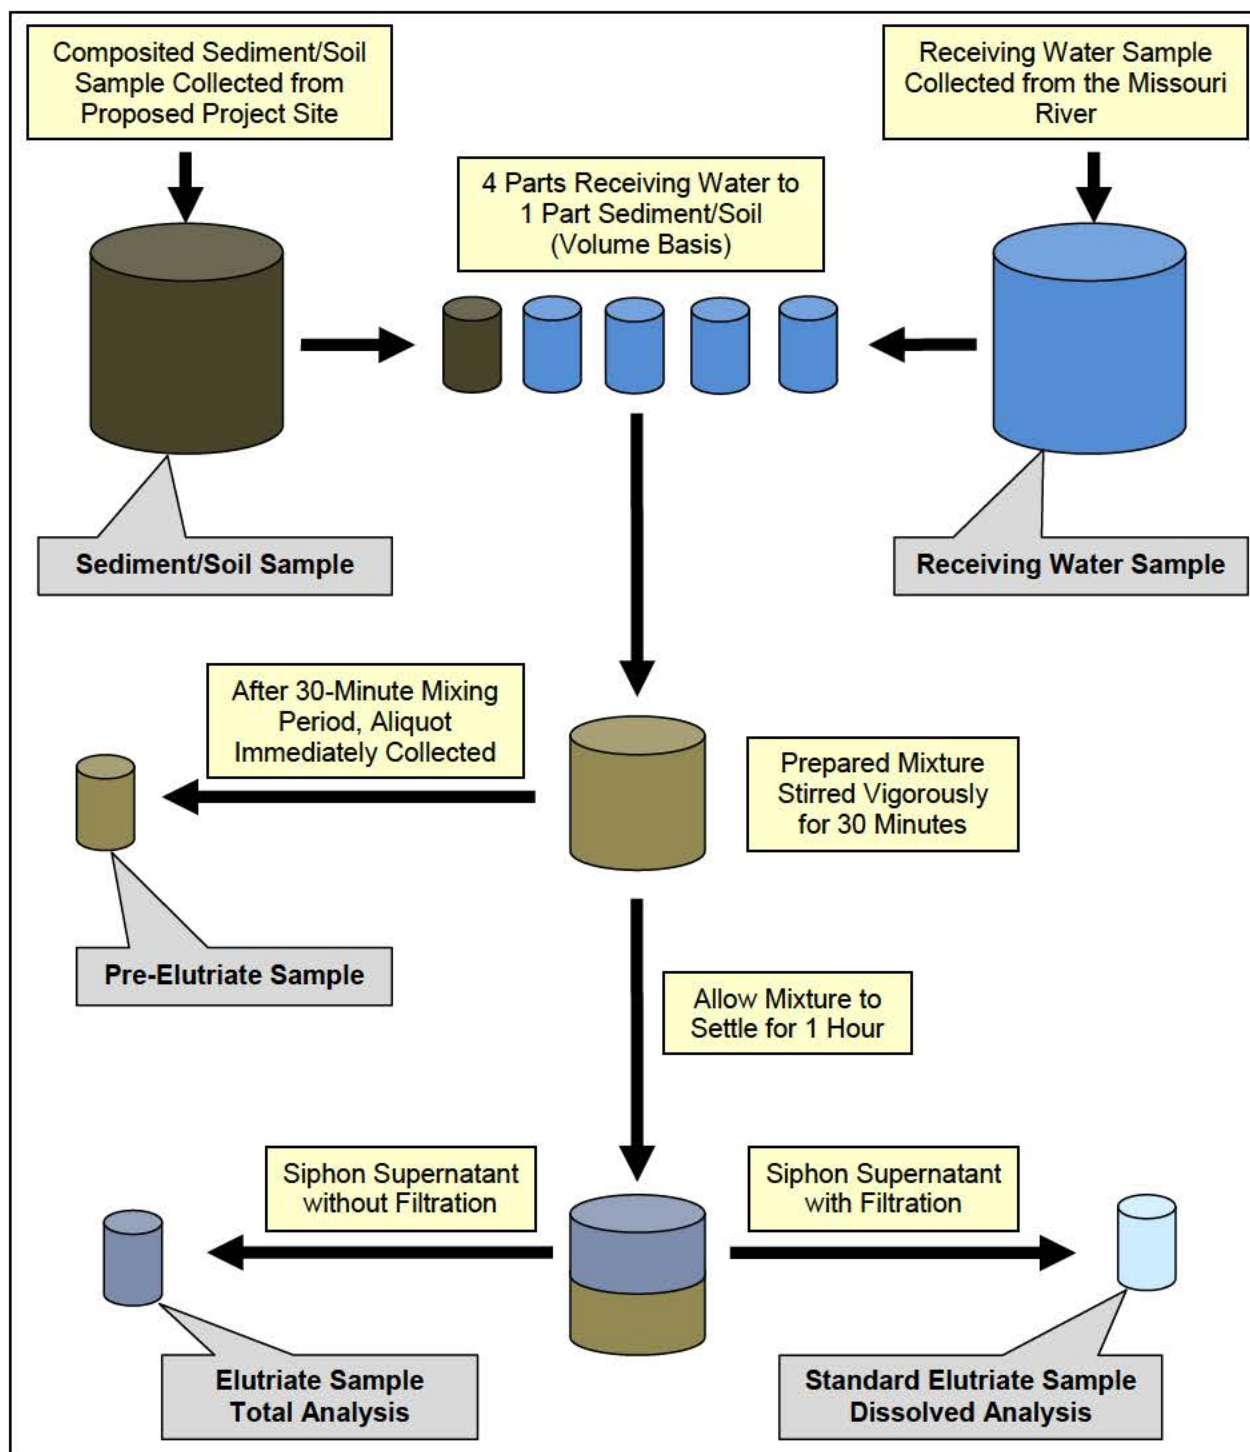 Composited Sediment/Soil
Sample Collected from
Proposed Project Site
Receiving Water Sample
Collected from the Missouri
River
4 Parts Receiving Water to
1 Part Sediment/Soil
(Volume Basis)
Sediment/Soil Sample
Receiving Water Sample
After 30-Minute Mixing
Period, Aliquot
Immediately Collected
Prepared Mixture
Stirred Vigorously
for 30 Minutes
Pre-Elutriate Sample
Allow Mixture to
Settle for 1 Hour
Siphon Supernatant
without Filtration
Siphon Supernatant
with Filtration
Elutriate Sample
Total Analysis
Standard Elutriate Sample
Dissolved Analysis